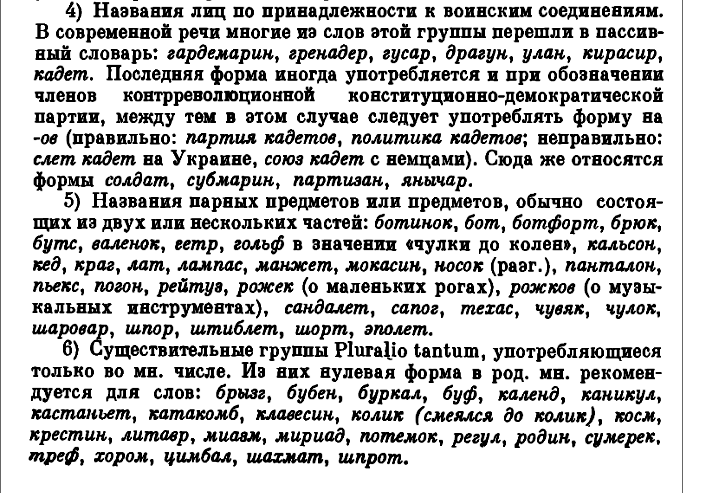 4) Названия лиц по принадлежности к воинским соединениям.
В современной речи многие из слов этой группы перешли в пассив-
ный словарь: гардемарин, гренадер, гусар, драгун, улан, кирасир,
кадет. Последняя форма иногда употребляется и при обозначении
членов контрреволюционной конституционно-демократической
партии, между тем в этом случае следует употреблять форму на
-ов (правильно: партия кадетов, политика кадетов; неправильно:
слет кадет на Украине, союз кадет с немцами). Сюда же относятся
формы солдат, субмарин, партизан, янычар.
5) Названия парных предметов или предметов, обычно состоя-
щих из двух или нескольких частей: ботинок, бот, ботфорт, брюк,
бутс, валенок, гетр, гольф в значении «чулки до колен», кальсон,
кед, краг, лат, лампас, манжет, мокасин, носок (разг.), панталон,
пьекс, погон, рейтуз, рожек (о маленьких рогах), рожков (о музы-
кальных инструментах), сандалет, сапог, техас, чувяк, чулок,
шаровар, шпор, штиблет, шорт, эполет.
6) Существительные группы Pluralio tantum, употребляющиеся
только во мн. числе. Из них нулевая форма в род. мн. рекомен-
дуется для слов: брызг, бубен, буркал, буф, календ, каникул,
кастаньет, катакомб, клавесин, колик (смеялся до колик), косм,
крестин, литавр, миазм, мириад, потемок, регул, родин, сумерек,
треф, хором, цимбал, шахмат, шпрот.